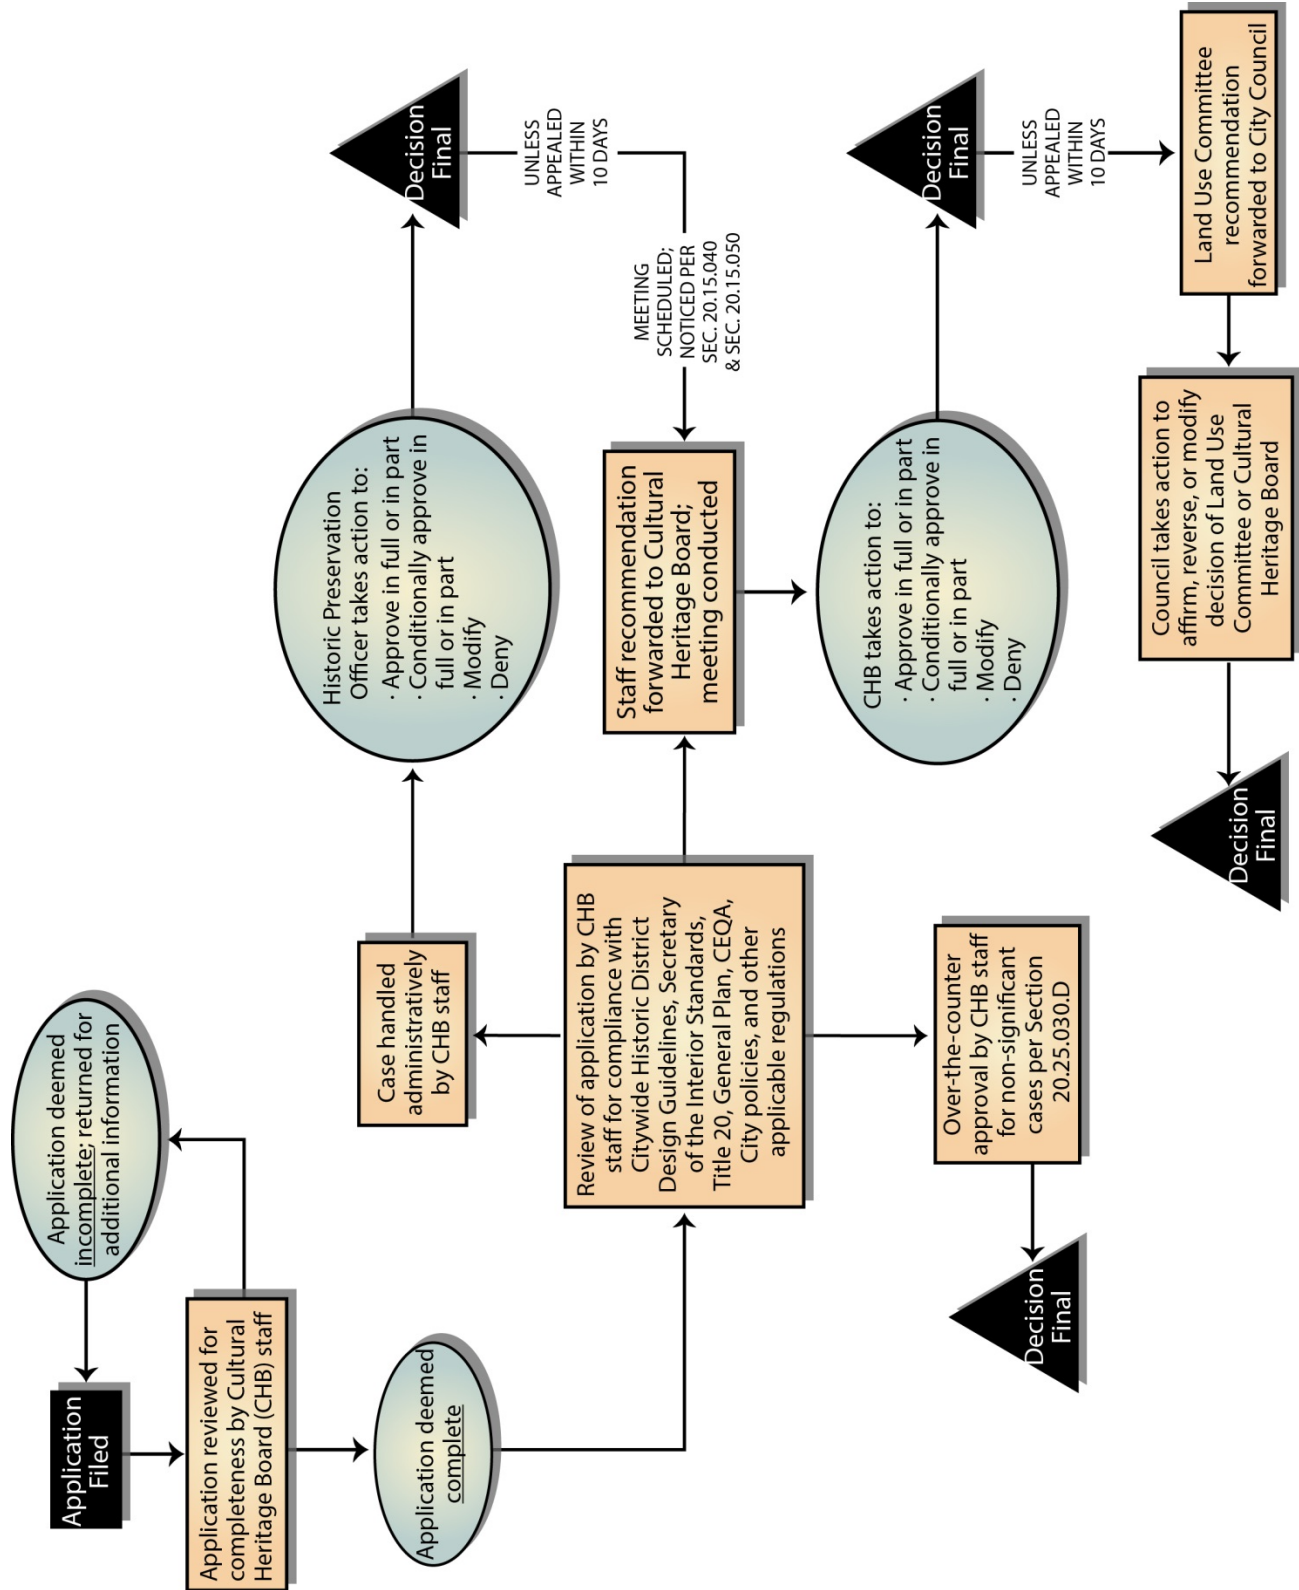 Application
Filed
Application deemed
incomplete; returned for
additional information
Application reviewed for
completeness by Cultural
Heritage Board (CHB) staff
Application deemed
complete
Review of application by CHB
staff for compliance with
Citywide Historic District
Design Guidelines, Secretary
of the Interior Standards,
Title 20, General Plan, CEQA,
City policies, and other
applicable regulations
Case handled
administratively
by CHB staff
Historic Preservation
Officer takes action to:
· Approve in full or in part
· Conditionally approve in
full or in part
· Modify
· Deny
Decision
Final
UNLESS
APPEALED
WITHIN
10 DAYS
MEETING
SCHEDULED;
NOTICED PER
SEC. 20.15.040
& SEC. 20.15.050
Staff recommendation
forwarded to Cultural
Heritage Board;
meeting conducted
CHB takes action to:
· Approve in full or in part
· Conditionally approve in
full or in part
· Modify
· Deny
Decision
Final
UNLESS
APPEALED
WITHIN
10 DAYS
Land Use Committee
recommendation
forwarded to City Council
Council takes action to
affirm, reverse, or modify
decision of Land Use
Committee or Cultural
Heritage Board
Decision
Final
Over-the-counter
approval by CHB staff
for non-significant
cases per Section
20.25.030.D
Decision
Final